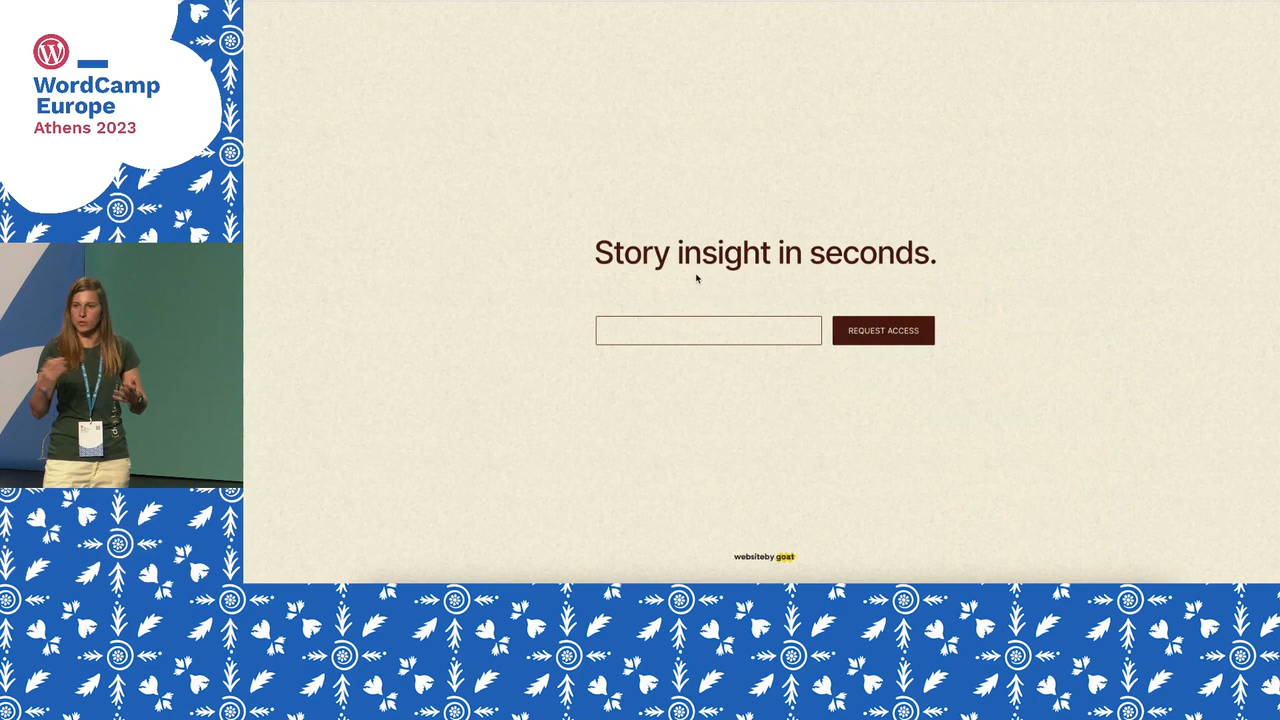 WordCamp
Europe
Athens 2023
Story insight in seconds.
REQUEST ACCESS
websiteby goat